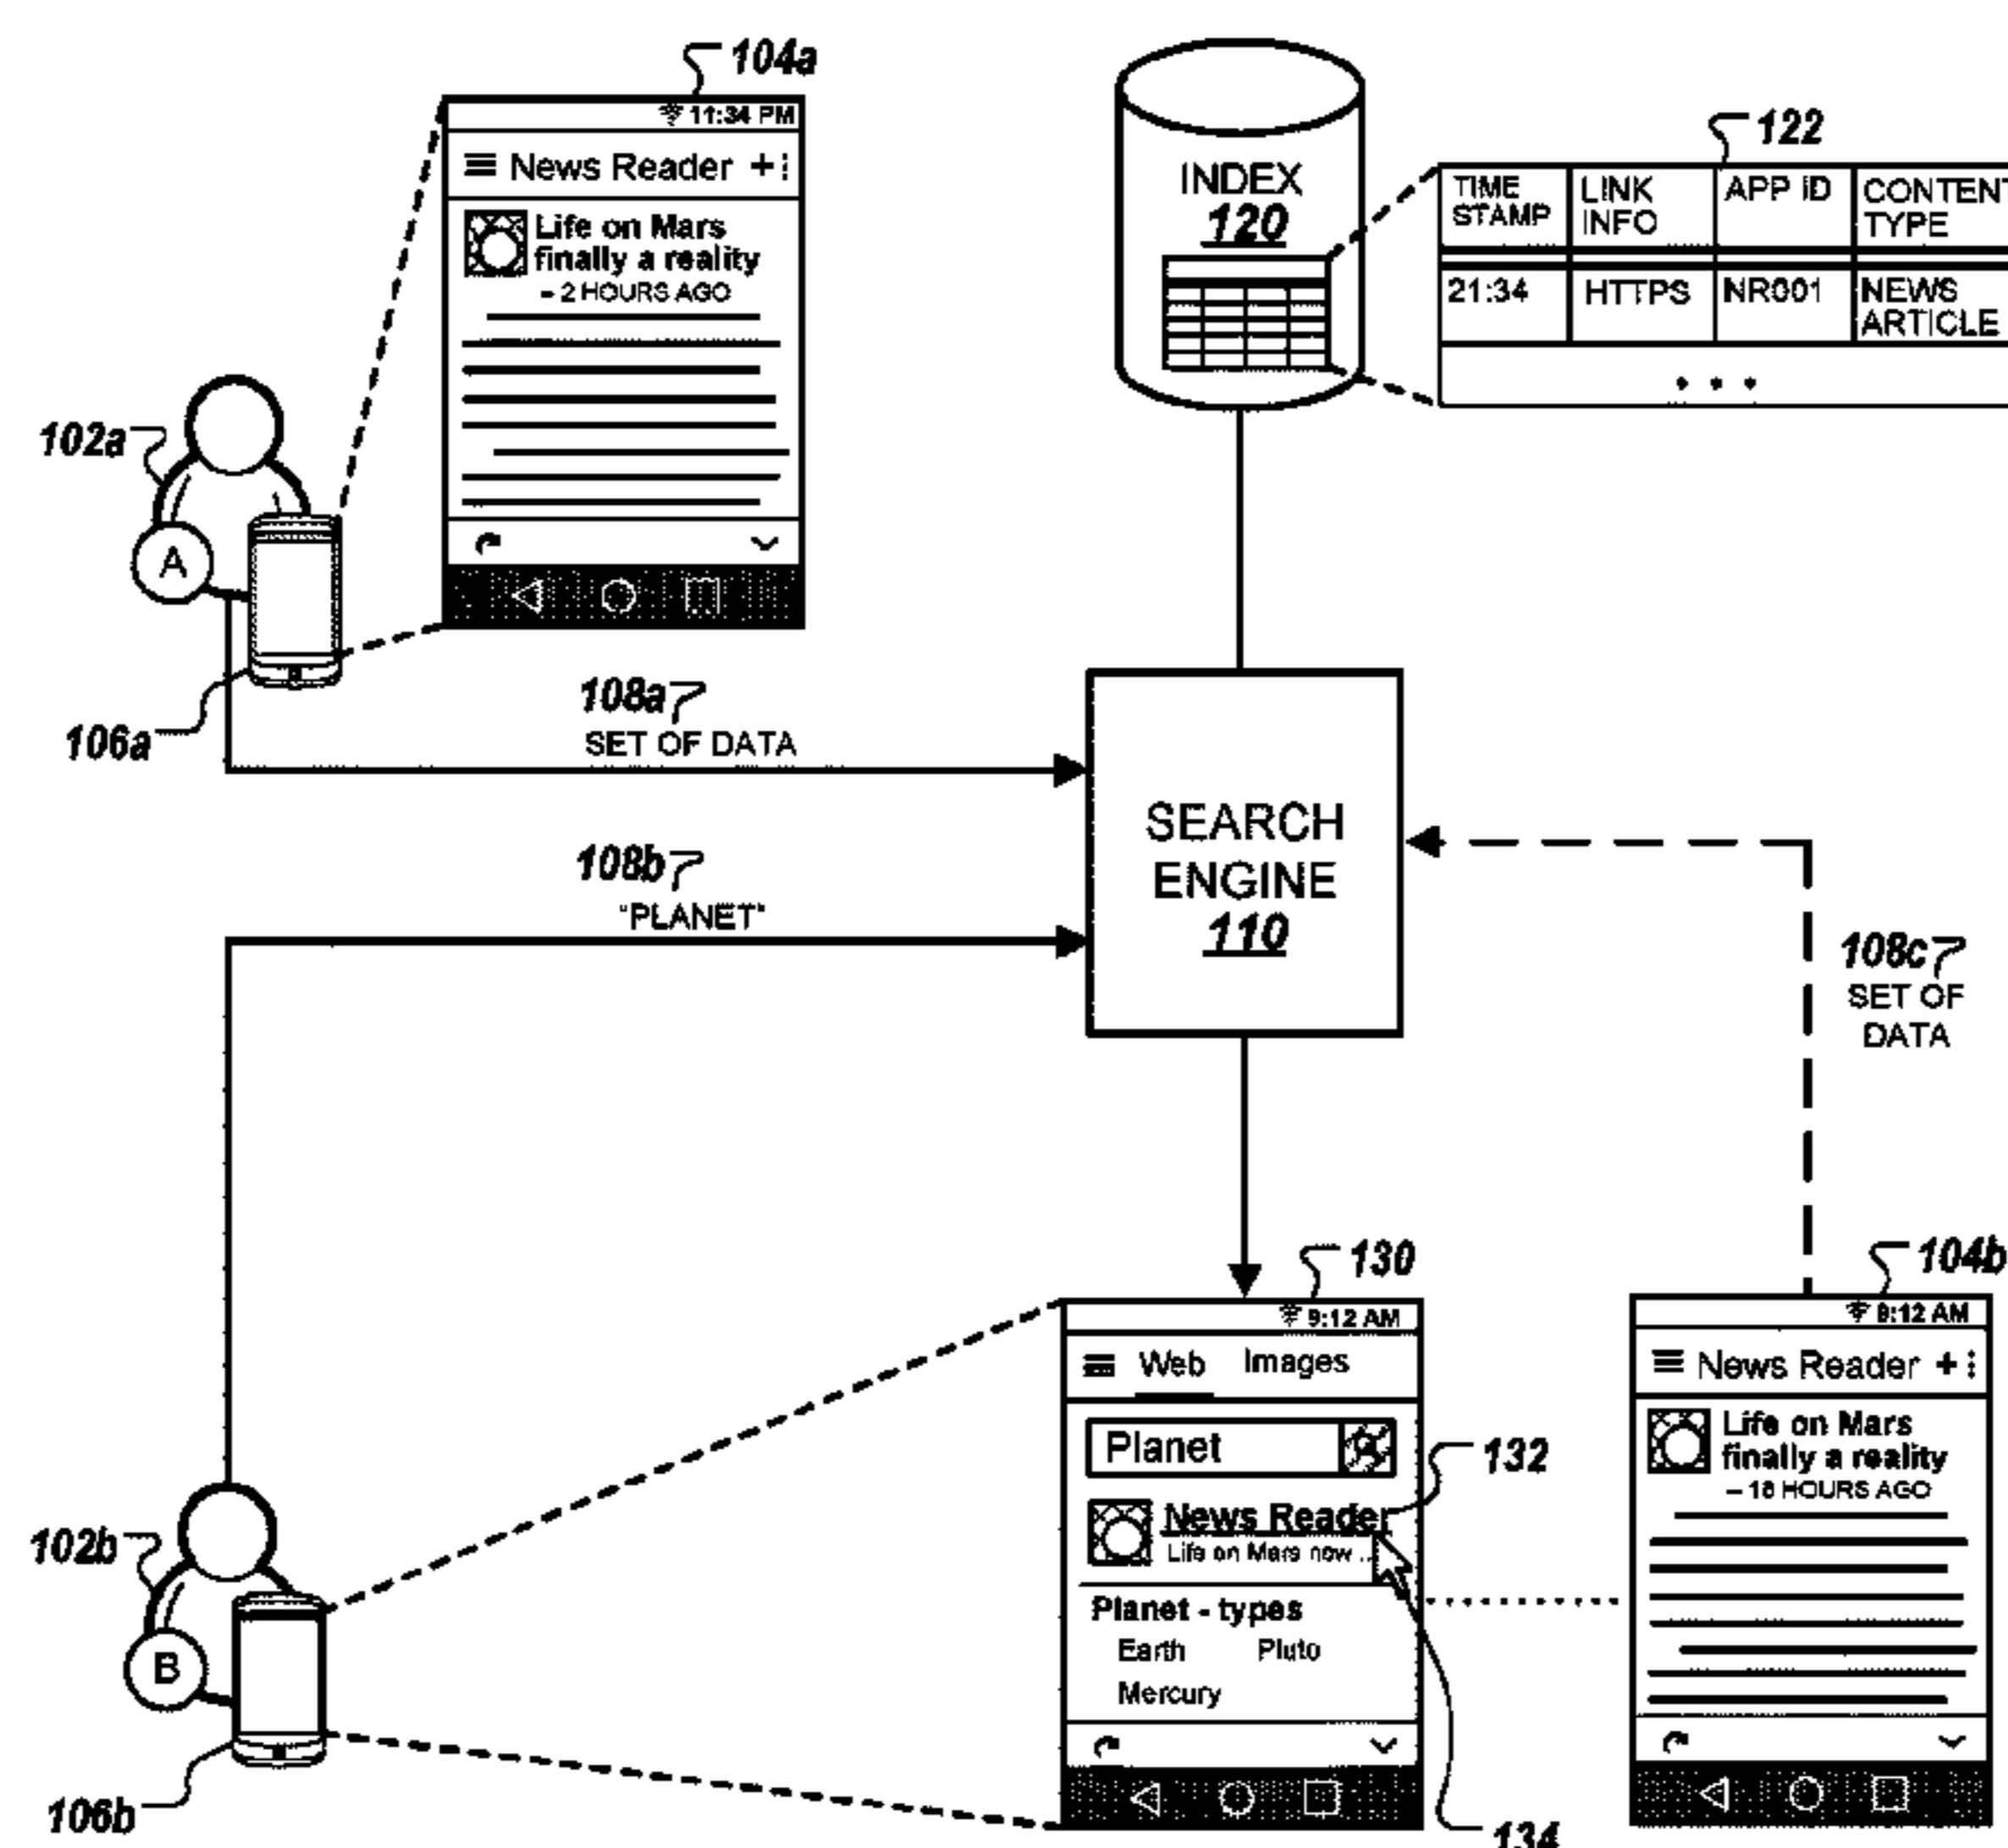 104a
11:34 PM
News Reader +
Life on Mars
finally a reality
– 2 HOURS AGO
102a
A
106a
INDEX
120
122
TIME STAMP LINK INFO APP ID CONTENT TYPE
21:34 HTTPS NR001 NEWS ARTICLE
108a
SET OF DATA
108b
"PLANET"
SEARCH
ENGINE
110
108c
SET OF
DATA
130
9:12 AM
Web Images
Planet
132
News Reader
Life on Mars now ..
Planet - types
Earth Pluto
Mercury
134
104b
9:12 AM
News Reader +
Life on Mars
finally a reality
– HOURS AGO
102b
B
106b